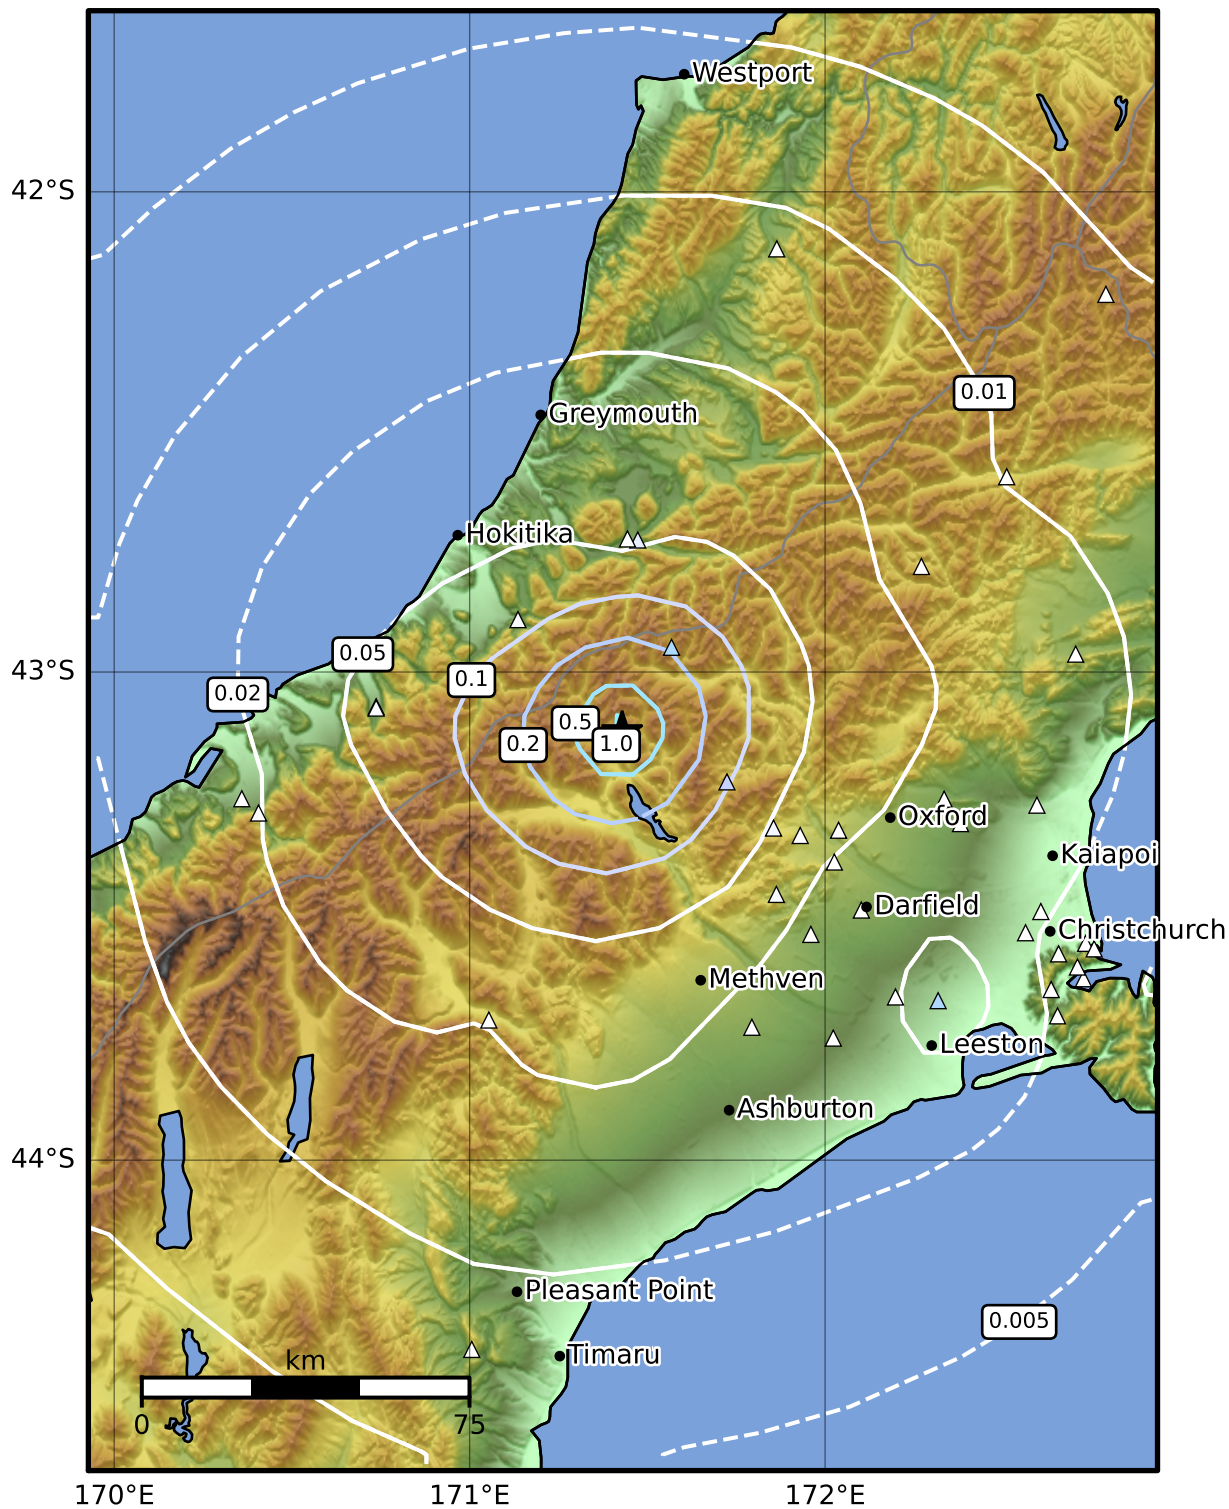 Westport
42°S
0.01
Greymouth
Hokitika
0.05
43°S
0.1
0.02
0.5
0.2
1.0
Oxford
Kaiapoi
Darfield
Christchurch
Methven
Leeston
Ashburton
44°S
Pleasant Point
0.005
Timaru
km
0
75
170°E
171°E
172°E